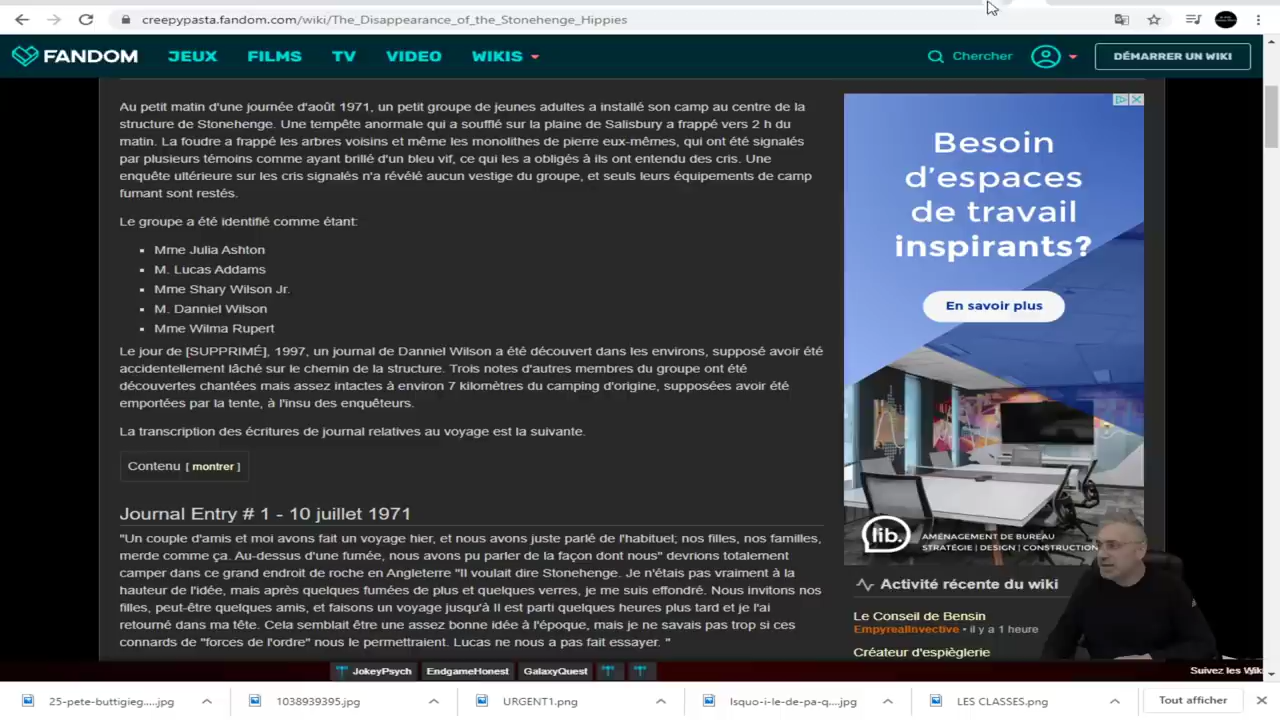 creepypasta.fandom.com/wiki/The_Disappearance_of_the_Stonehenge_Hippies
FANDOM JEUX FILMS TV VIDEO WIKIS Chercher DÉMARRER UN WIKI
Au petit matin d'une journée d'août 1971, un petit groupe de jeunes adultes a installé son camp au centre de la
structure de Stonehenge. Une tempête anormale qui a soufflé sur la plaine de Salisbury a frappé vers 2 h du
matin. La foudre a frappé les arbres voisins et même les monolithes de pierre eux-mêmes, qui ont été signalés
par plusieurs témoins comme ayant brillé d'un bleu vif, ce qui les a obligés à ils ont entendu des cris. Une
enquête ultérieure sur les cris signalés n'a révélé aucun vestige du groupe, et seuls leurs équipements de camp
fumant sont restés.
Le groupe a été identifié comme étant:
Mme Julia Ashton
M. Lucas Addams
Mme Shary Wilson Jr.
M. Danniel Wilson
Mme Wilma Rupert
Le jour de [SUPPRIMÉ], 1997, un journal de Danniel Wilson a été découvert dans les environs, supposé avoir été
accidentellement lâché sur le chemin de la structure. Trois notes d'autres membres du groupe ont été
découvertes chantées mais assez intactes à environ 7 kilomètres du camping d'origine, supposées avoir été
emportées par la tente, à l'insu des enquêteurs.
La transcription des écritures de journal relatives au voyage est la suivante.
Contenu [ montrer ]
Journal Entry # 1 - 10 juillet 1971
"Un couple d'amis et moi avons fait un voyage hier, et nous avons juste parlé de l'habituel; nos filles, nos familles,
merde comme ça. Au-dessus d'une fumée, nous avons pu parler de la façon dont nous" devrions totalement
camper dans ce grand endroit de roche en Angleterre "Il voulait dire Stonehenge. Je n'étais pas vraiment à la
hauteur de l'idée, mais après quelques fumées de plus et quelques verres, je me suis effondré. Nous invitons nos
filles, peut-être quelques amis, et faisons un voyage jusqu'à Il est parti quelques heures plus tard et je l'ai
retourné dans ma tête. Cela semblait être une assez bonne idée à l'époque, mais je ne savais pas trop si ces
connards de "forces de l'ordre" nous le permettraient. Lucas ne nous a pas fait essayer. "
Besoin
d'espaces
de travail
inspirants?
En savoir plus
lib. AMÉNAGEMENT DE BUREAU
STRATÉGIE | DESIGN | CONSTRUCTION
Activité récente du wiki
Le Conseil de Bensin
EmpyrealInvective • il y a 1 heure
Créateur d'espièglerie
JokeyPsych EndgameHonest GalaxyQuest Suivez les Wik
25-pete-buttigieg....jpg 1038939395.jpg URGENT1.png Isquo-i-le-de-pa-q....jpg LES CLASSES.png Tout afficher